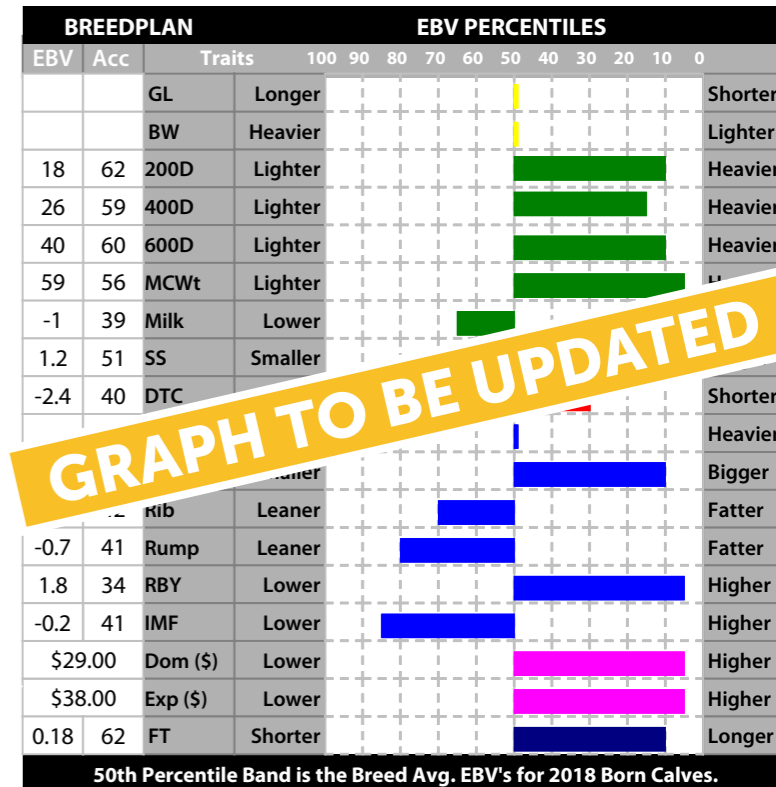 BREEDPLAN EBV PERCENTILES
EBV Acc Traits 100 90 80 70 60 50 40 30 20 10 0
GL Longer Shorter
BW Heavier Lighter
18 62 200D Lighter Heavier
26 59 400D Lighter Heavier
40 60 600D Lighter Heavier
59 56 MCWt Lighter
-1 39 Milk Lower
1.2 51 SS Smaller
-2.4 40 DTC Shorter
GRAPH TO BE UPDATED
Heavier
Bigger
Rib Leaner Fatter
-0.7 41 Rump Leaner Fatter
1.8 34 RBY Lower Higher
-0.2 41 IMF Lower Higher
$29.00 Dom ($) Lower Higher
$38.00 Exp ($) Lower Higher
0.18 62 FT Shorter Longer
50th Percentile Band is the Breed Avg. EBV's for 2018 Born Calves.